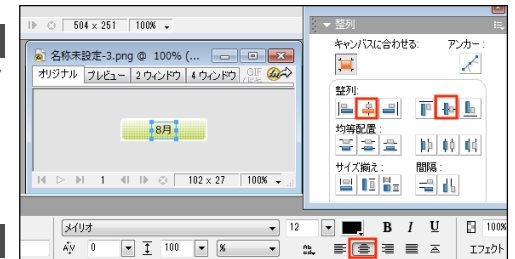 504 x 251 100%
名称未設定-3.png @ 100% (...
オリジナル プレビュー 2ウィンドウ 4ウィンドウ
8月
1 102 x 27 100%
整列
キャンバスに合わせる: アンカー:
整列:
均等配置:
サイズ揃え: 間隔:
メイリオ 12 B I U 100%
AV 0 100 % エフェクト